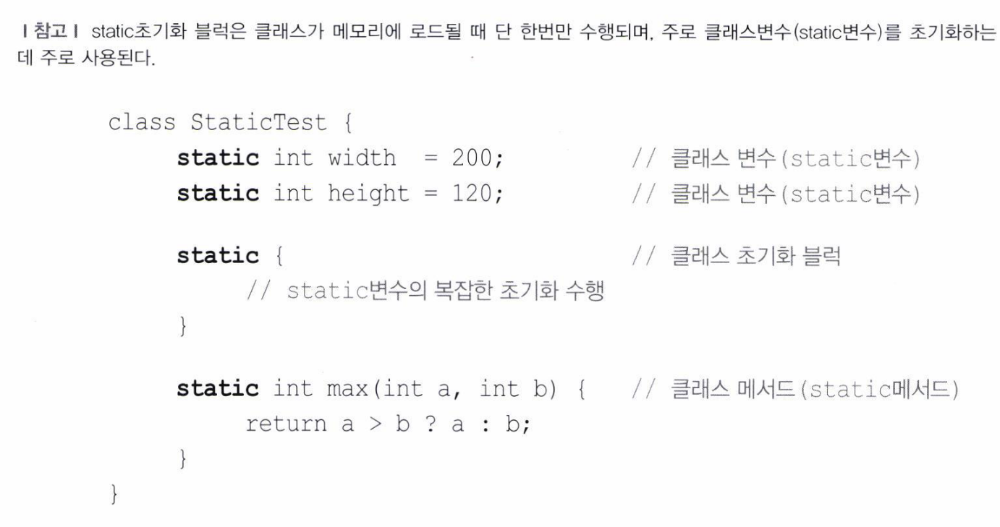 | 참고 | static초기화 블럭은 클래스가 메모리에 로드될 때 단 한번만 수행되며, 주로 클래스변수(static변수)를 초기화하는
데 주로 사용된다.
class StaticTest {
static int width = 200; // 클래스 변수(static변수)
static int height = 120; // 클래스 변수(static변수)
static { // 클래스 초기화 블럭
// static변수의 복잡한 초기화 수행
}
static int max(int a, int b) { // 클래스 메서드(static메서드)
return a > b ? a : b;
}
}